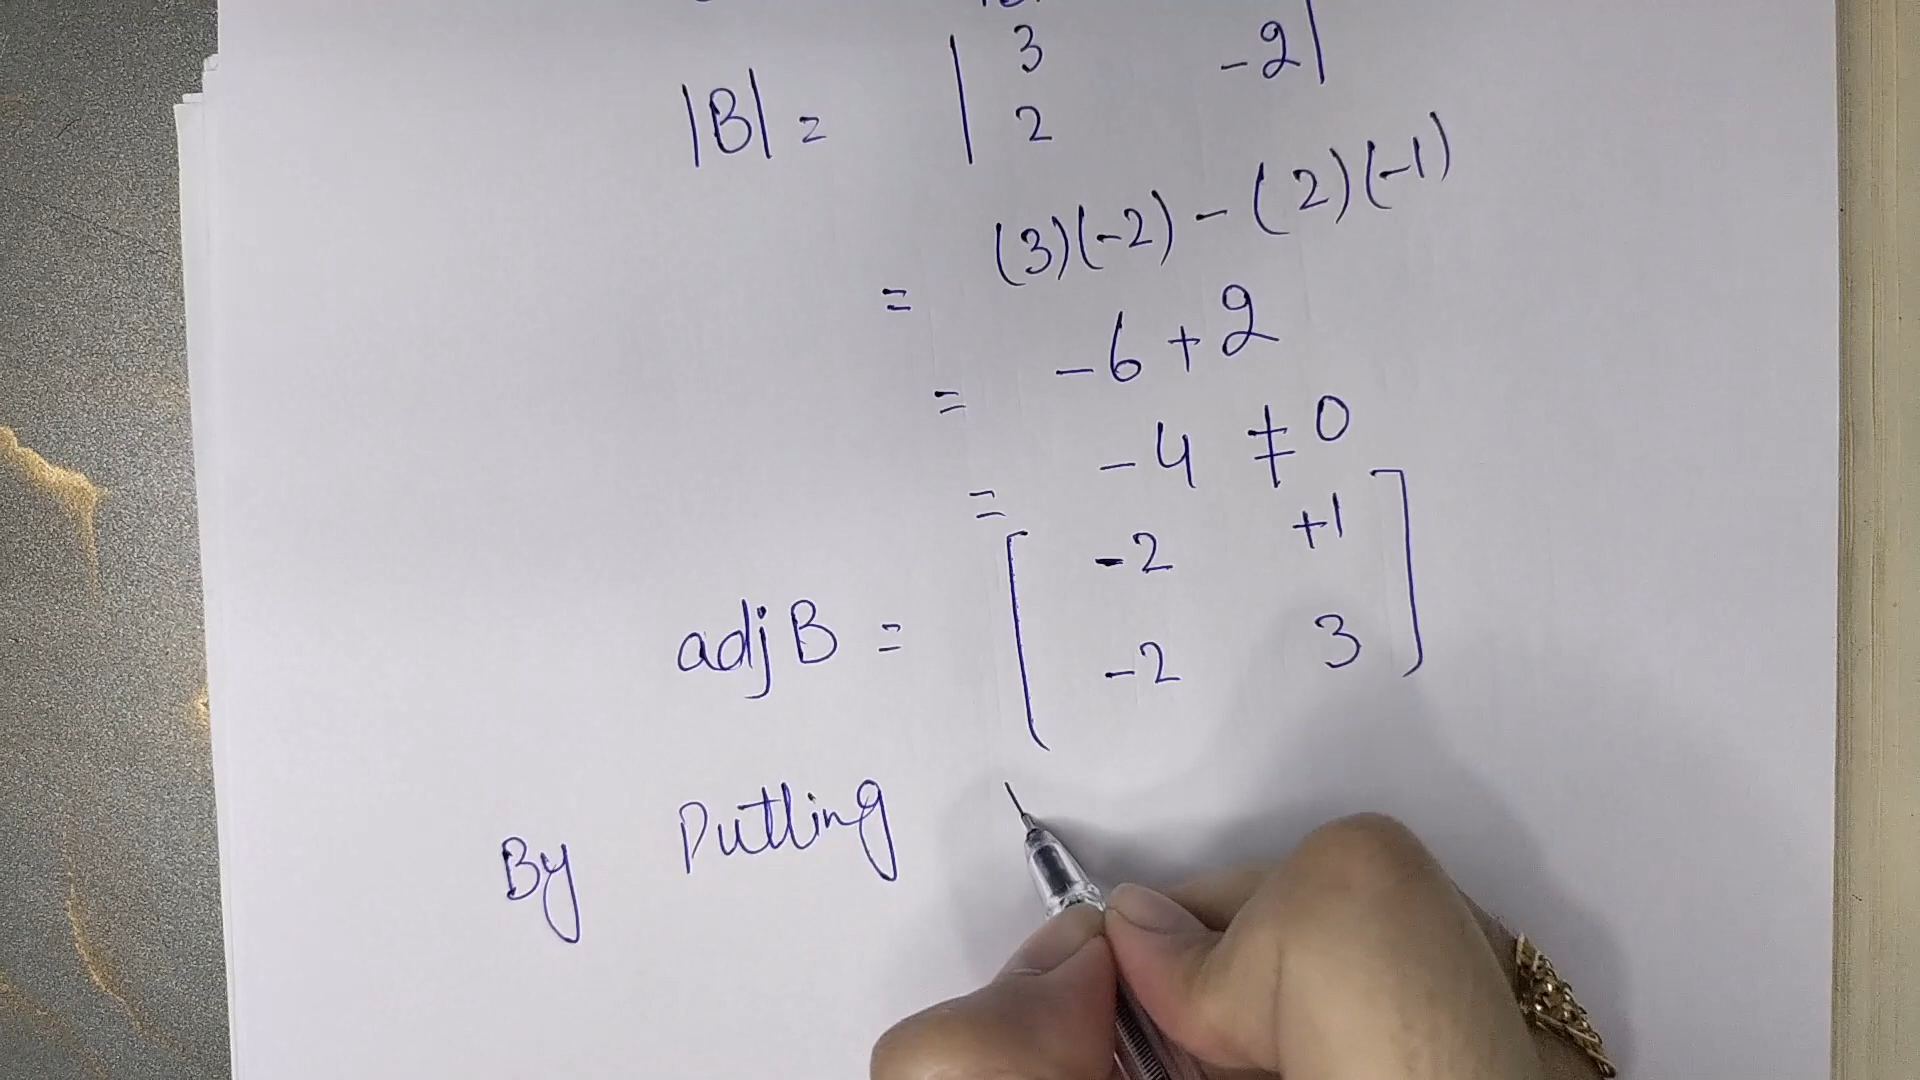 |B| = | 3 -2 |
2
= (3)(-2) - (2)(-1)
= -6 + 2
= -4 ≠ 0
adj B = [ -2 +1
-2 3 ]
By Putting